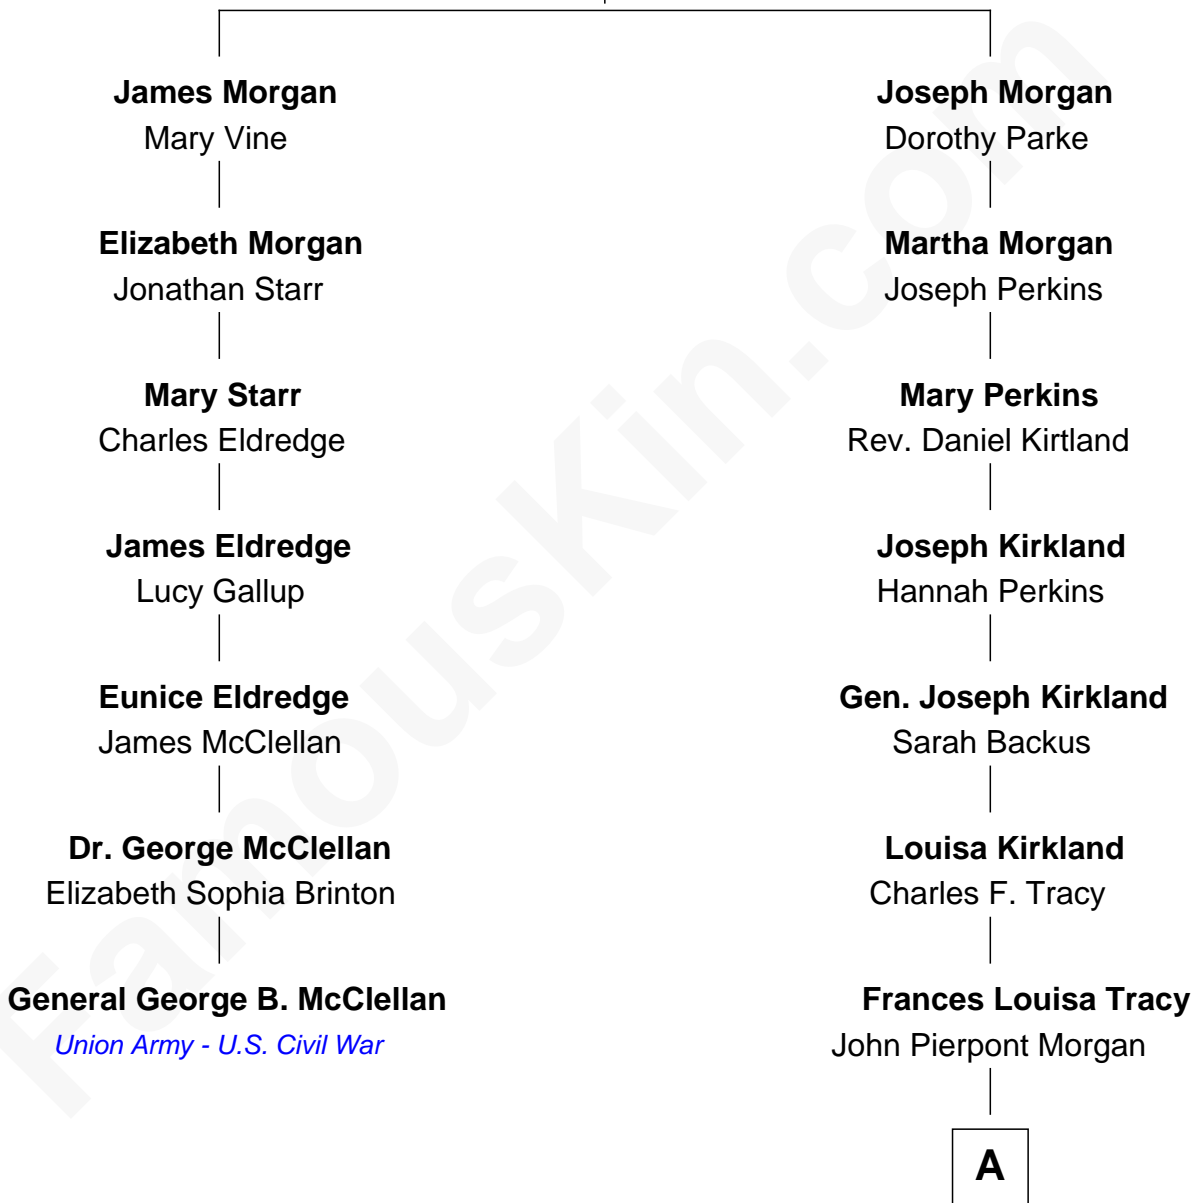 James Morgan
Mary Vine
Elizabeth Morgan
Jonathan Starr
Mary Starr
Charles Eldredge
James Eldredge
Lucy Gallup
Eunice Eldredge
James McClellan
Dr. George McClellan
Elizabeth Sophia Brinton
General George B. McClellan
Union Army - U.S. Civil War
Joseph Morgan
Dorothy Parke
Martha Morgan
Joseph Perkins
Mary Perkins
Rev. Daniel Kirtland
Joseph Kirkland
Hannah Perkins
Gen. Joseph Kirkland
Sarah Backus
Louisa Kirkland
Charles F. Tracy
Frances Louisa Tracy
John Pierpont Morgan
A
FamousKin.com